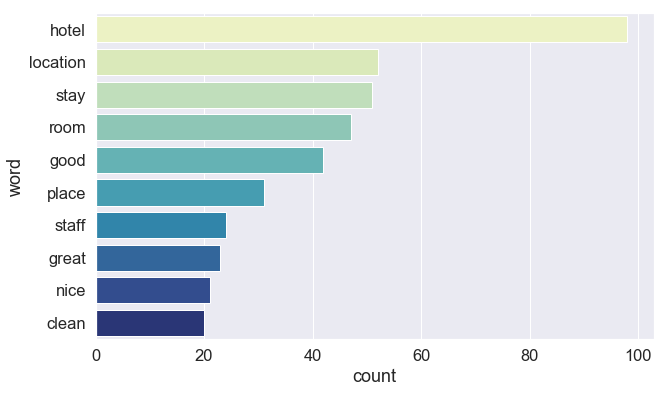 hotel
location
stay
room
good
place
staff
great
nice
clean
word
0 20 40 60 80 100
count